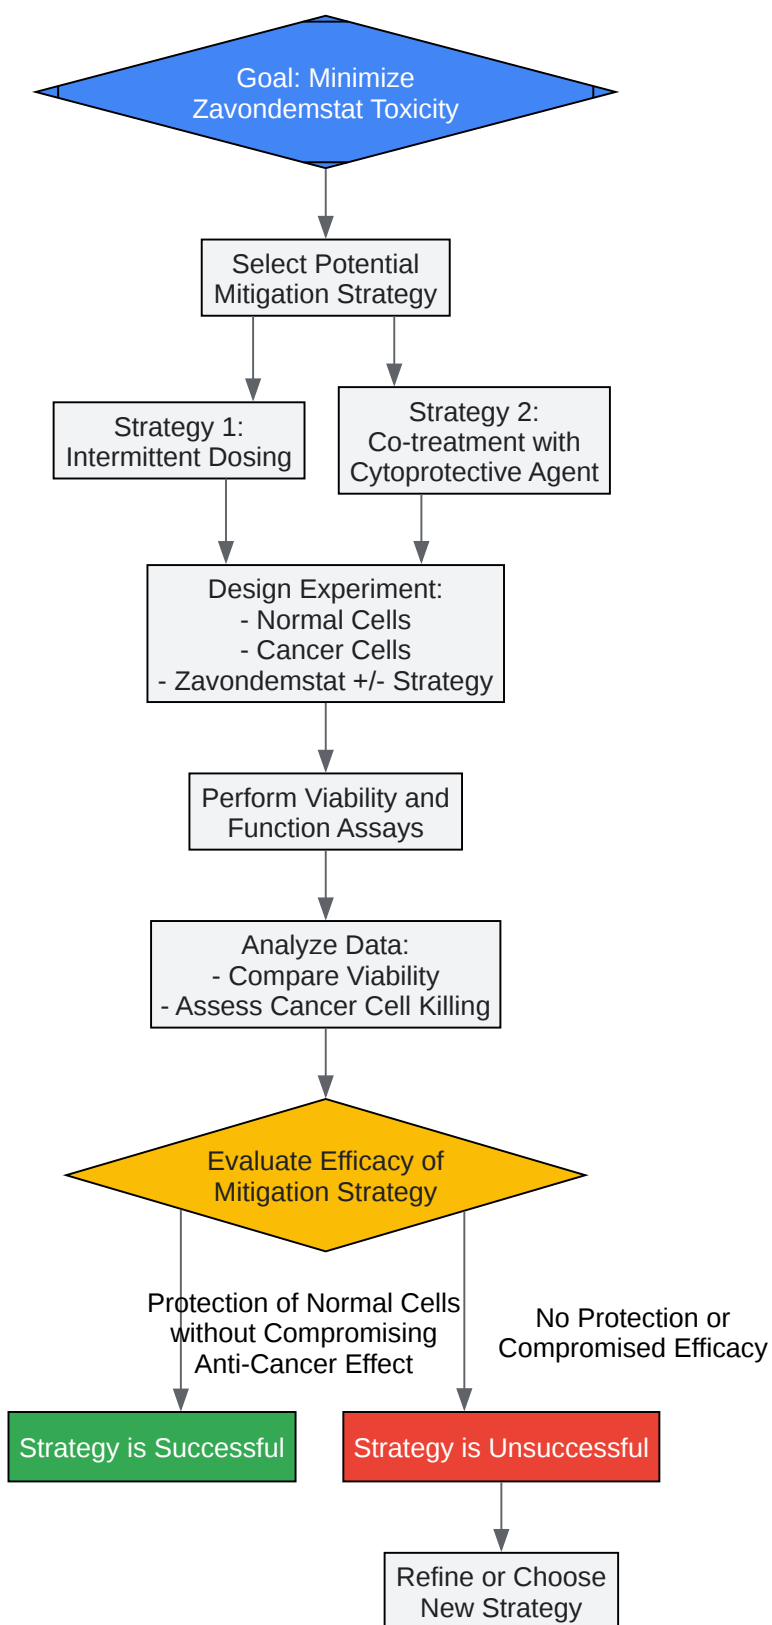 Goal: Minimize
Zavondemstat Toxicity
Select Potential
Mitigation Strategy
Strategy 1:
Intermittent Dosing
Strategy 2:
Co-treatment with
Cytoprotective Agent
Design Experiment:
- Normal Cells
- Cancer Cells
- Zavondemstat +/- Strategy
Perform Viability and
Function Assays
Analyze Data:
- Compare Viability
- Assess Cancer Cell Killing
Evaluate Efficacy of
Mitigation Strategy
Protection of Normal Cells
without Compromising
Anti-Cancer Effect
No Protection or
Compromised Efficacy
Strategy is Successful
Strategy is Unsuccessful
Refine or Choose
New Strategy